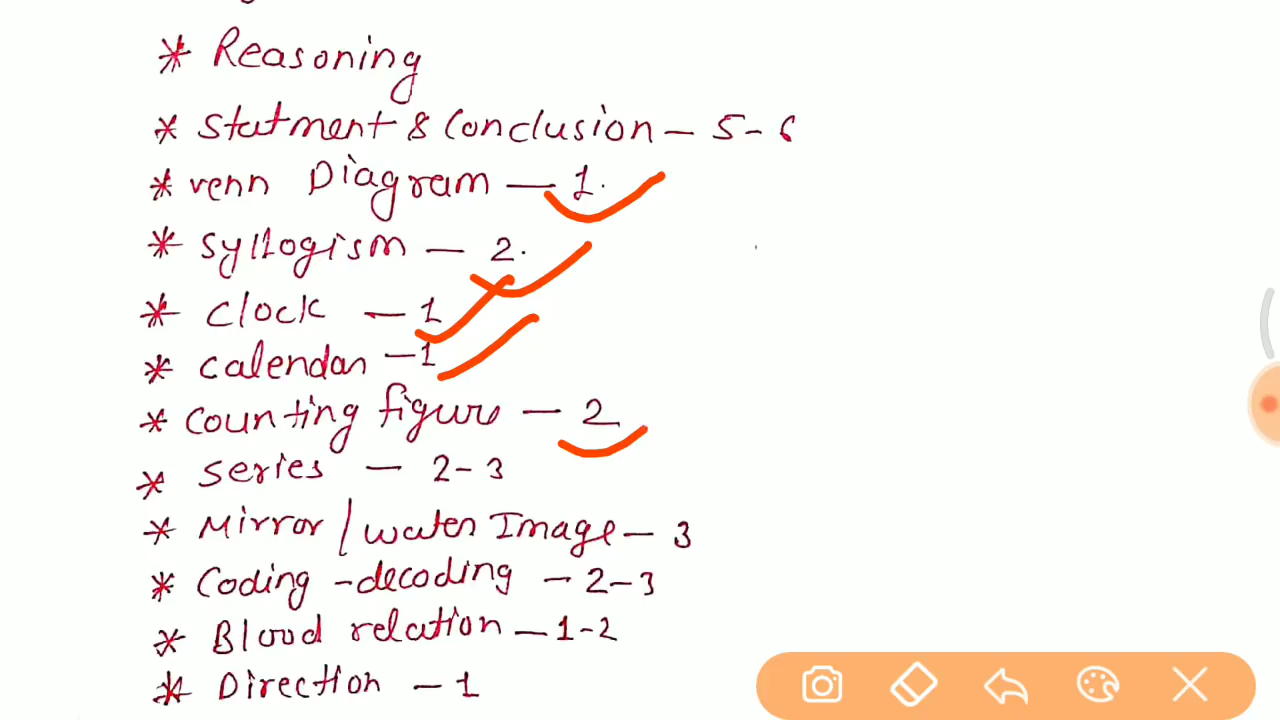 * Reasoning
* Statment & Conclusion - 5-6
* venn Diagram - 1.
* Syllogism - 2.
* Clock - 1
* Calendar - 1
* Counting figure - 2
* Series - 2-3
* Mirror / Water Image - 3
* Coding - decoding - 2-3
* Blood relation - 1-2
* Direction - 1